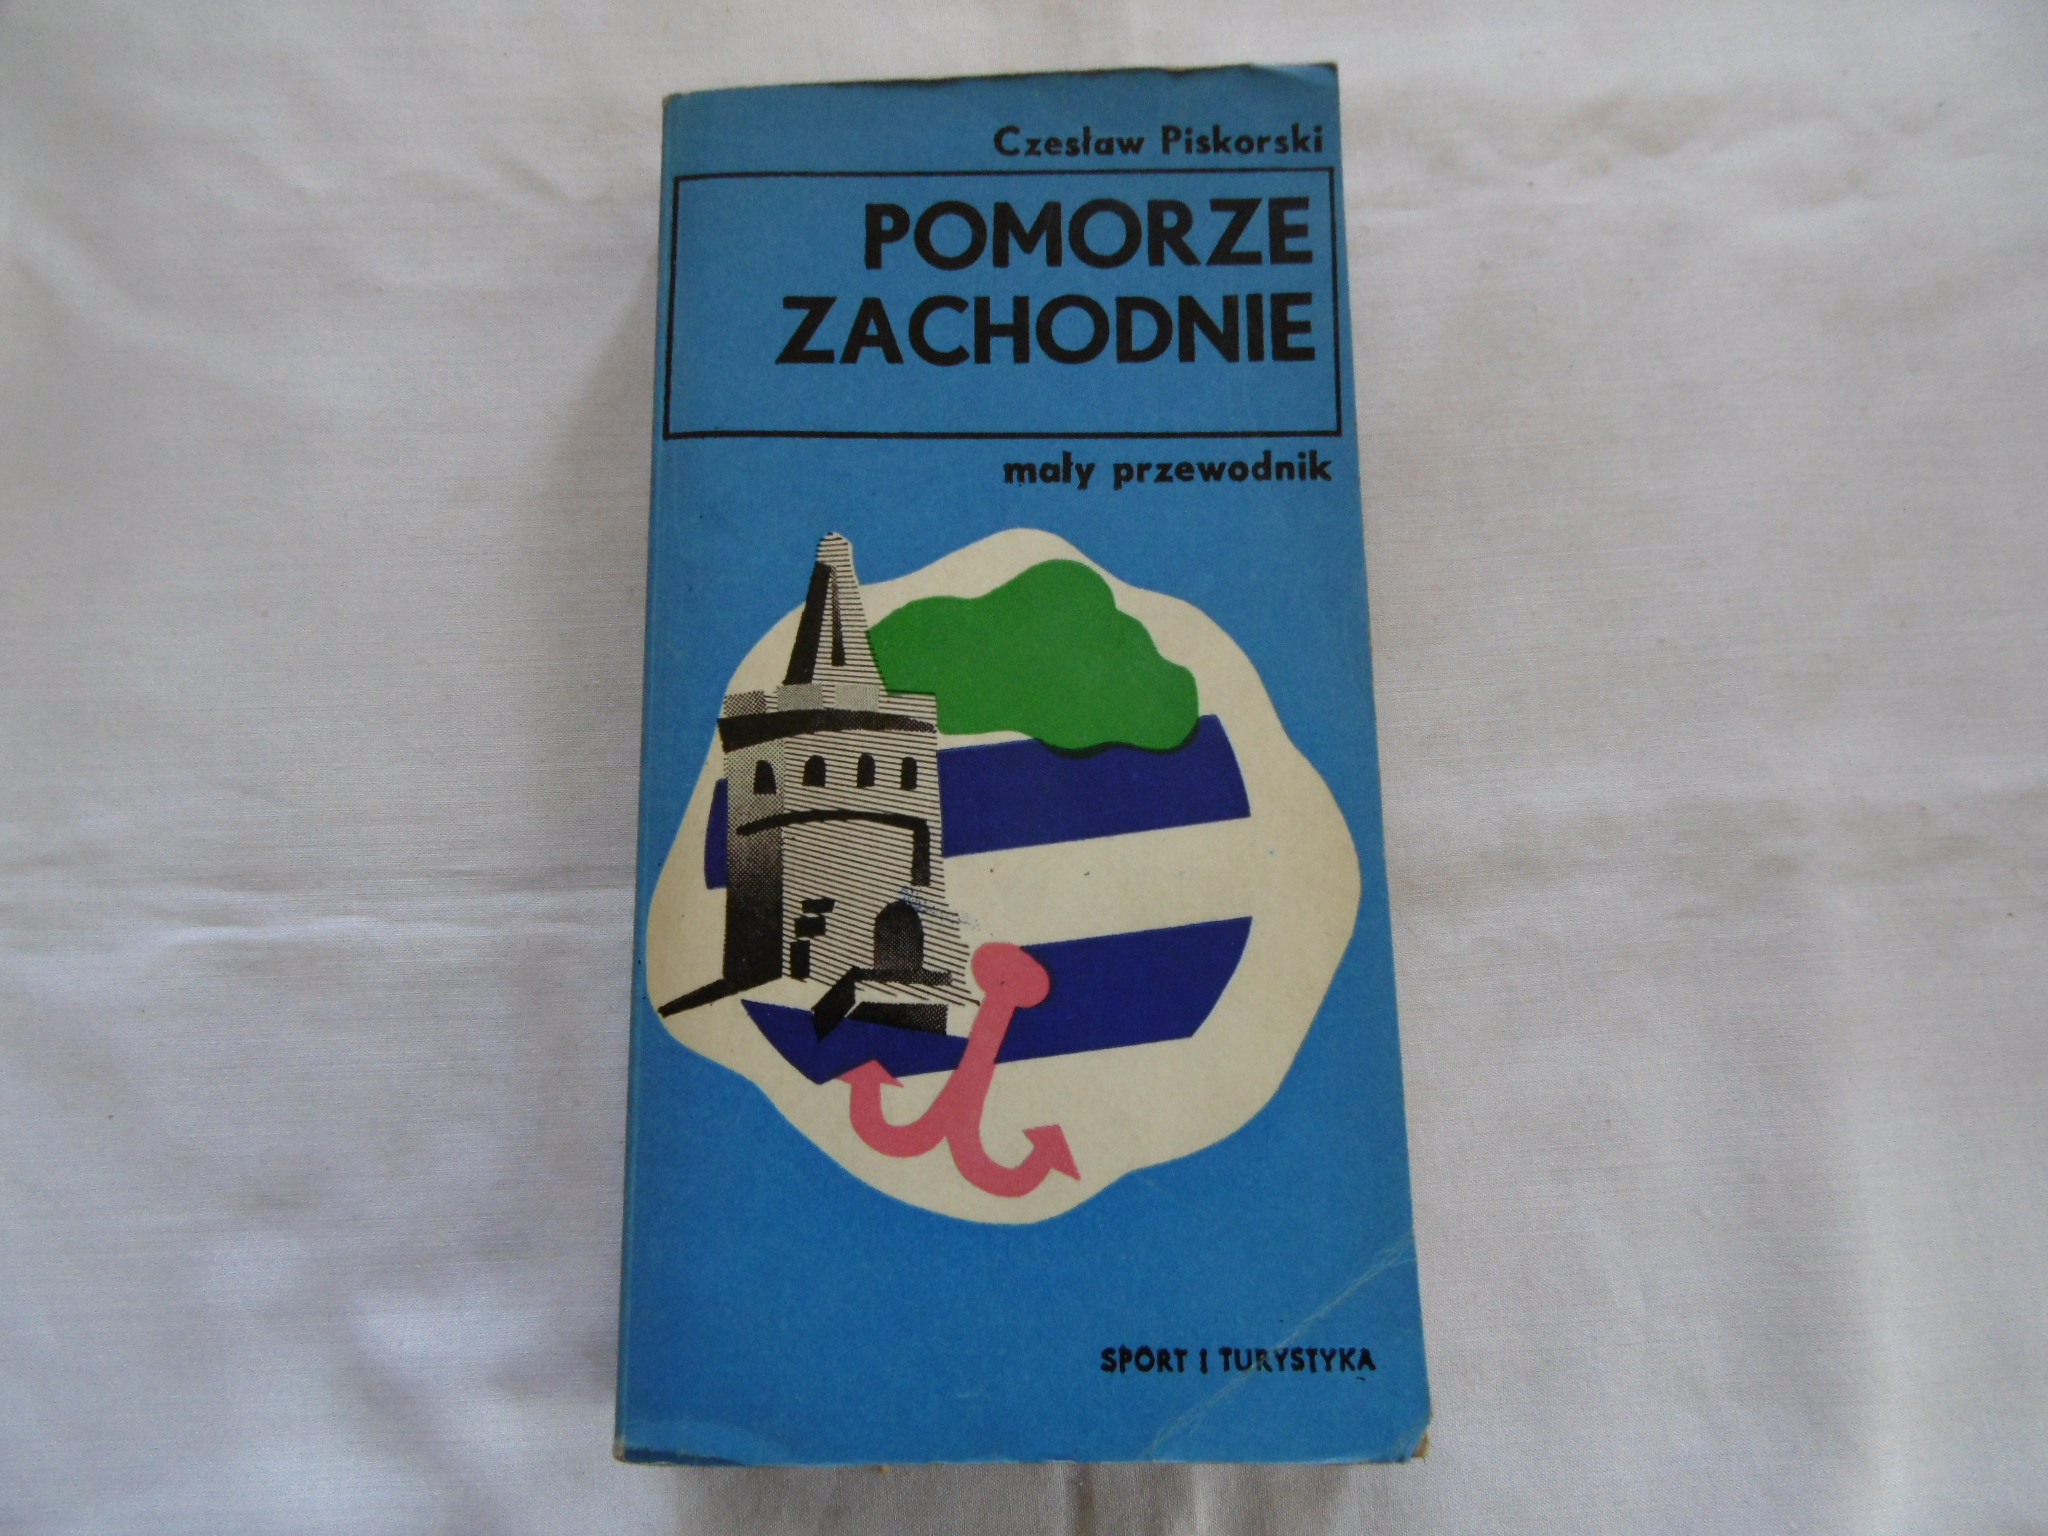 Czesław Piskorski
POMORZE
ZACHODNIE
mały przewodnik
SPORT I TURYSTYKA